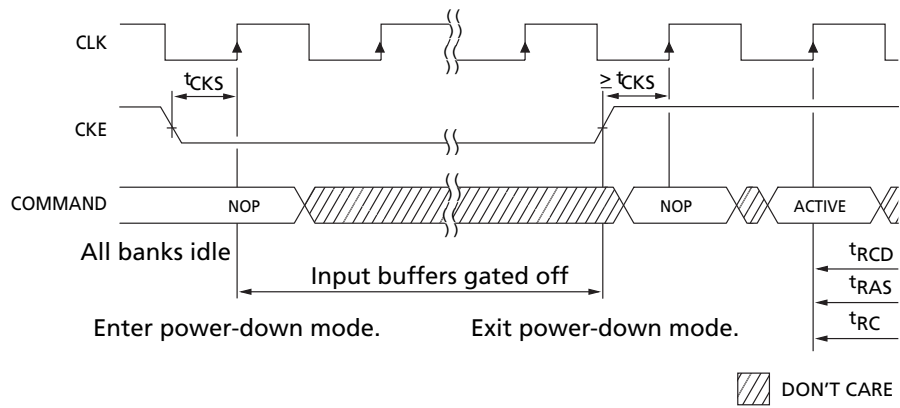 CLK
tCKS
≥ tCKS
CKE
COMMAND
NOP
NOP
ACTIVE
All banks idle
Input buffers gated off
tRCD
tRAS
tRC
Enter power-down mode.
Exit power-down mode.
DON'T CARE